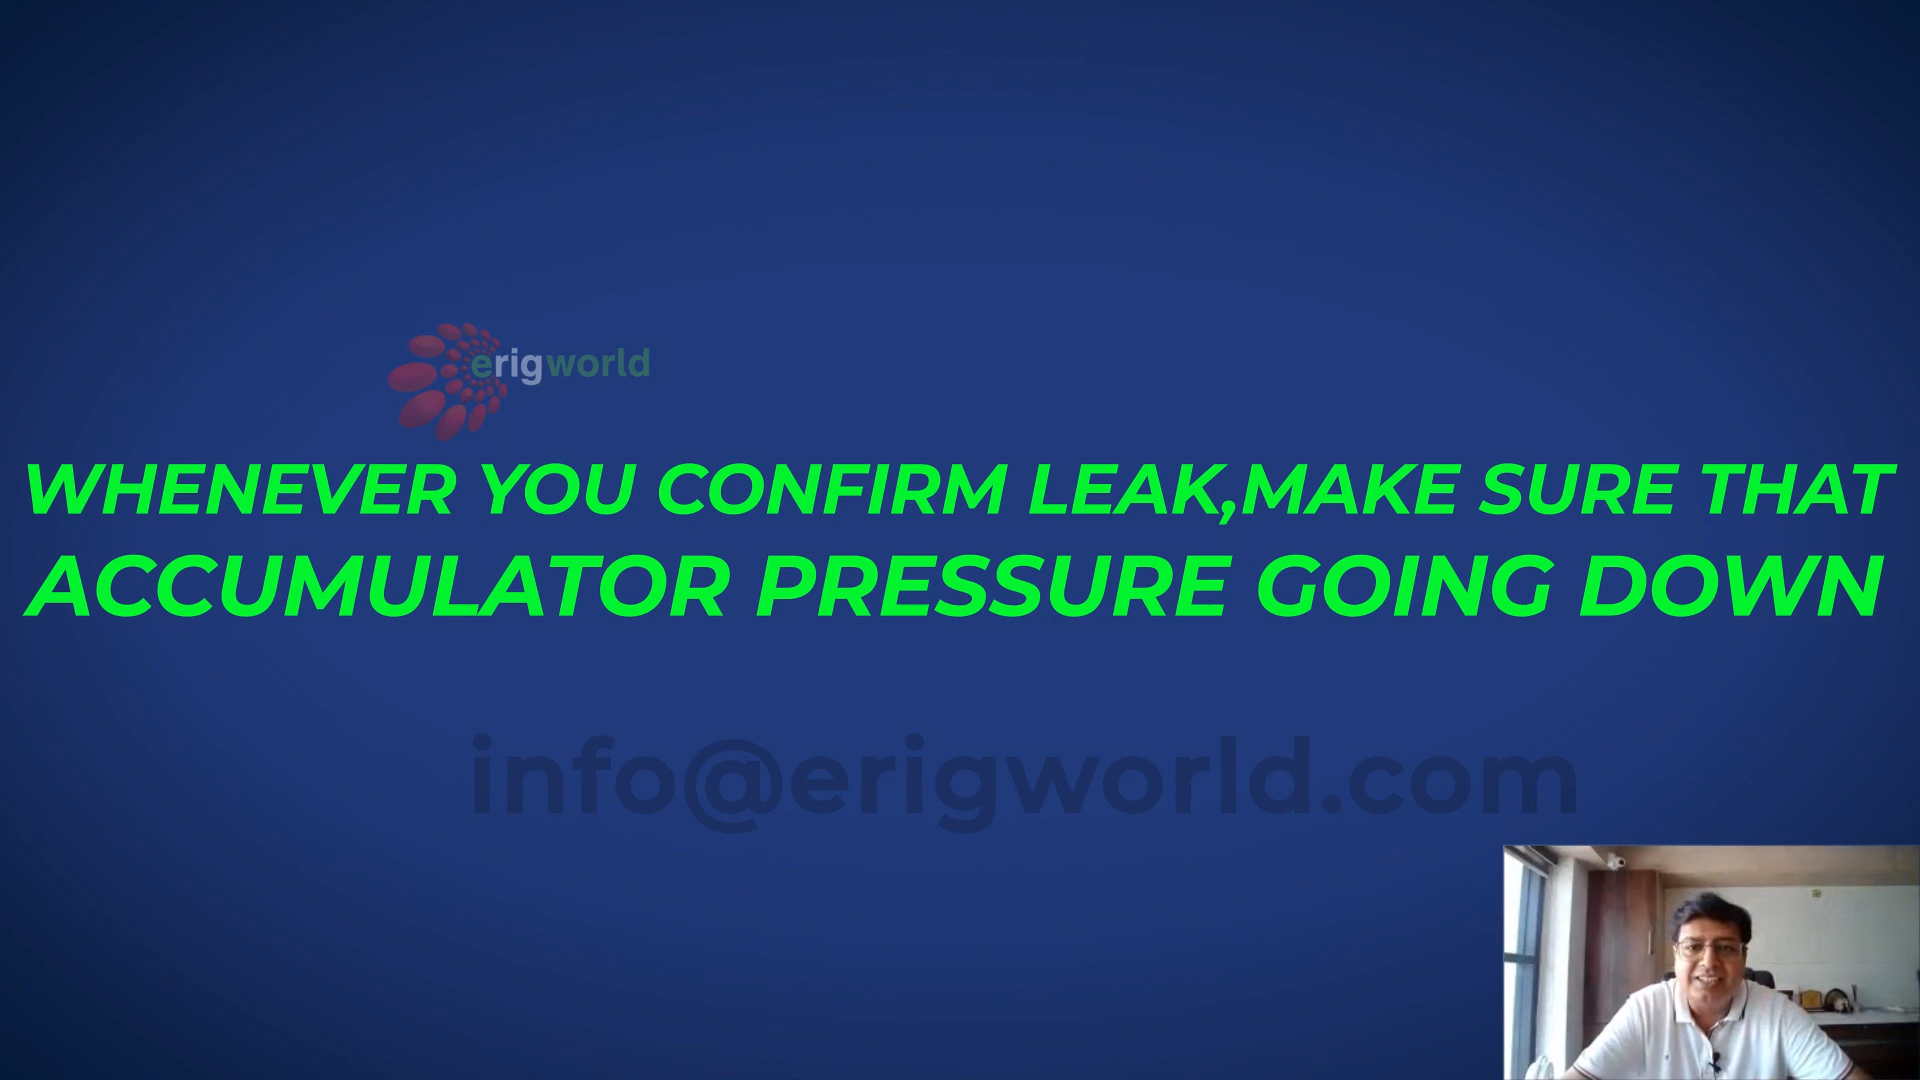 erigworld
WHENEVER YOU CONFIRM LEAK,MAKE SURE THAT
ACCUMULATOR PRESSURE GOING DOWN
info@erigworld.com